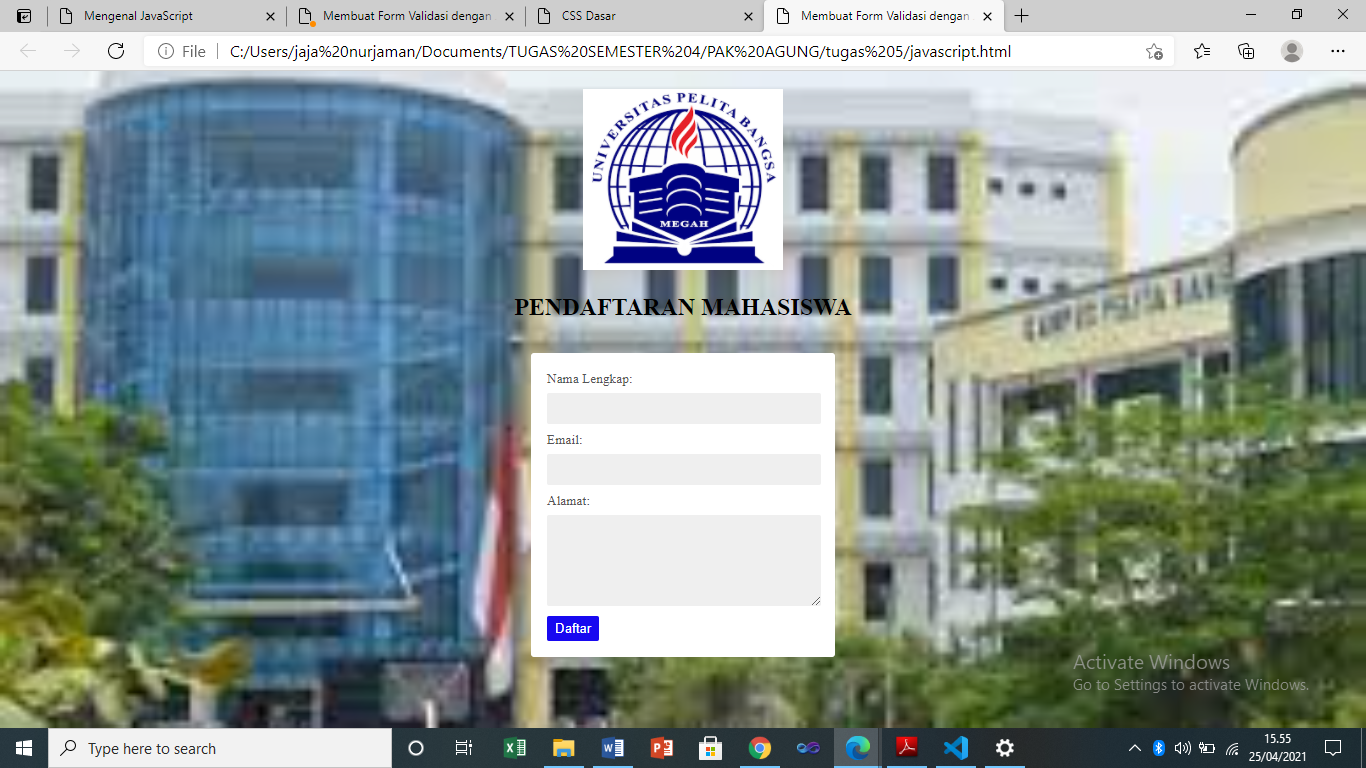 Mengenal JavaScript
Membuat Form Validasi dengan
CSS Dasar
Membuat Form Validasi dengan
File
C:/Users/jaja%20nurjaman/Documents/TUGAS%20SEMESTER%204/PAK%20AGUNG/tugas%205/javascript.html
UNIVERSITAS PELITA BANGSA
MEGAH
PENDAFTARAN MAHASISWA
CAMPUS PELITA BAN
Nama Lengkap:
Email:
Alamat:
Daftar
Activate Windows
Go to Settings to activate Windows.
Type here to search
15.55
25/04/2021